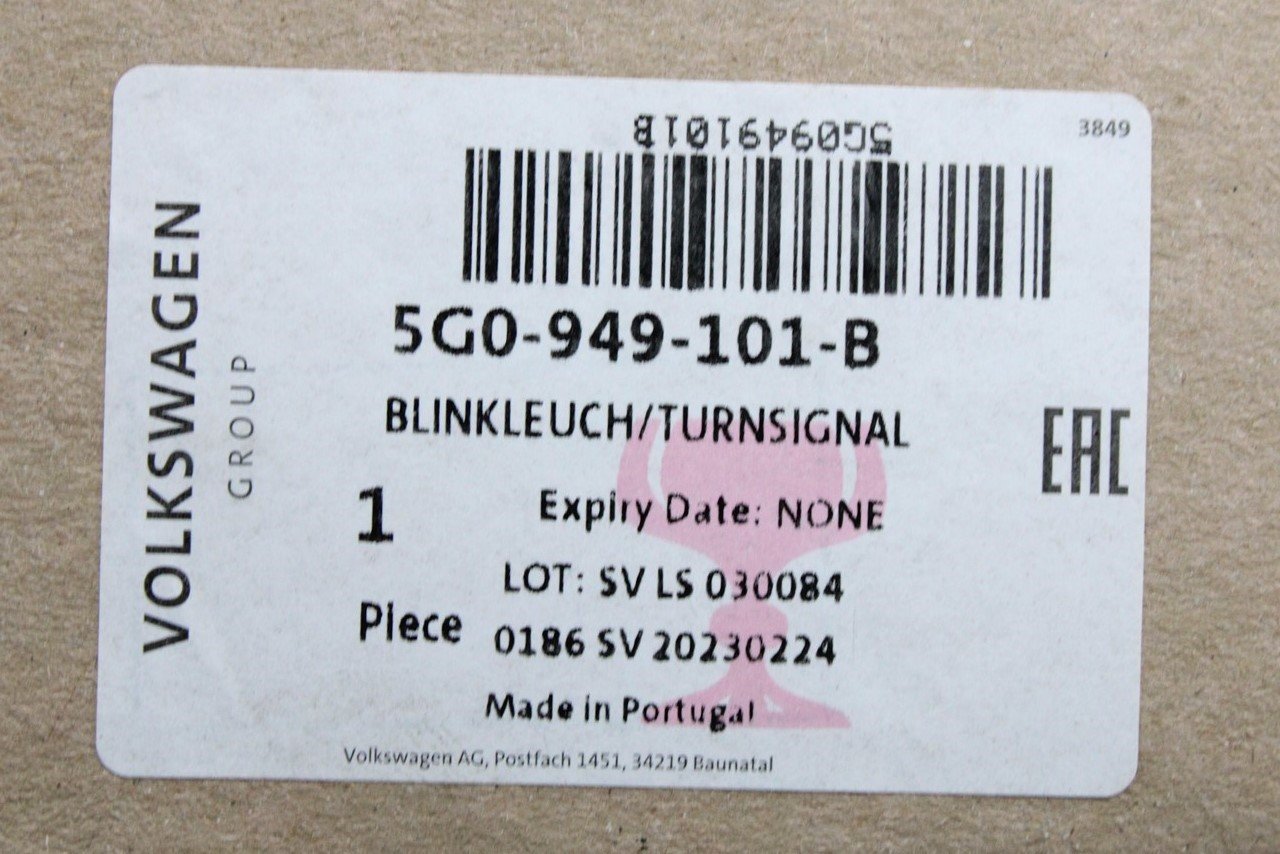 VOLKSWAGEN
GROUP
5G0949101B
3849
5G0-949-101-B
BLINKLEUCH/TURNSIGNAL
EAC
1
Expiry Date: NONE
LOT: SV LS 030084
Piece
0186 SV 20230224
Made in Portugal
Volkswagen AG, Postfach 1451, 34219 Baunatal